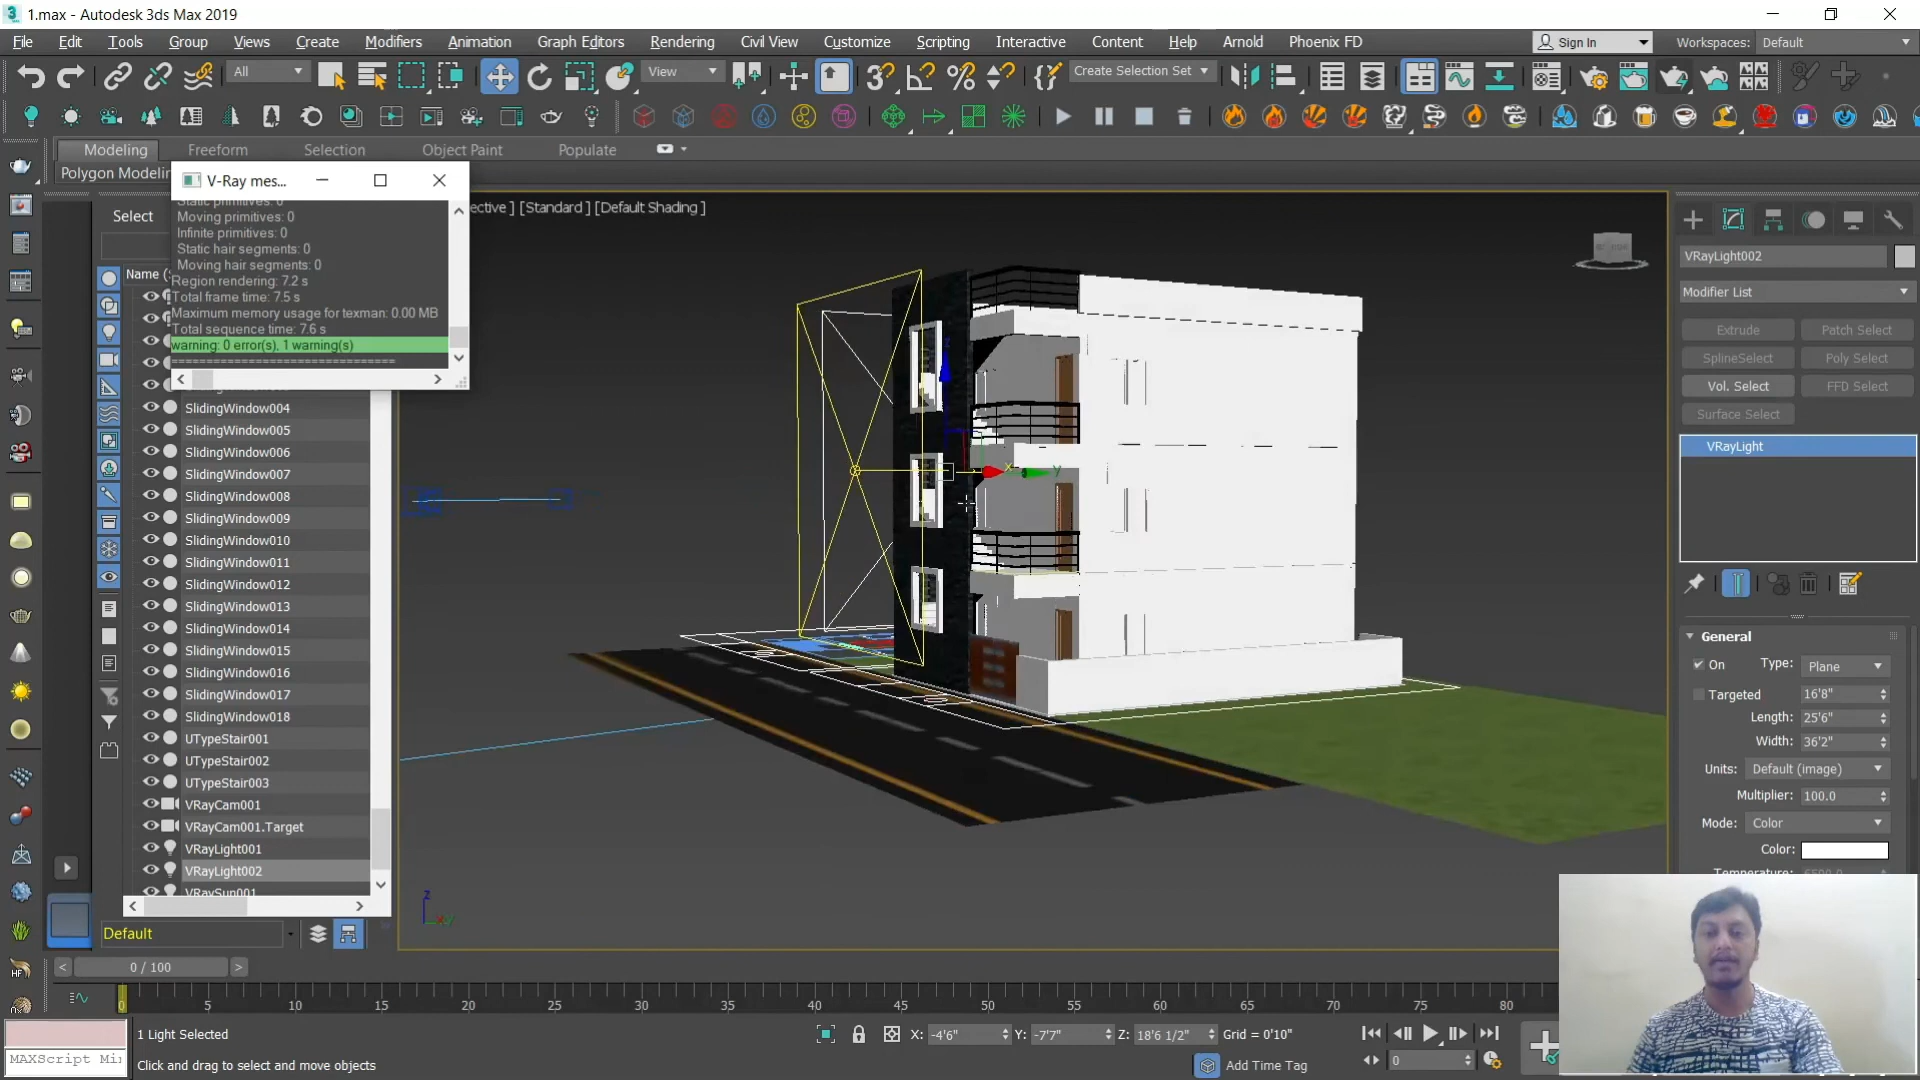 1.max - Autodesk 3ds Max 2019
File Edit Tools Group Views Create Modifiers Animation Graph Editors Rendering Civil View Customize Scripting Interactive Content Help Arnold Phoenix FD Sign In Workspaces: Default
All View Create Selection Set
Modeling Freeform Selection Object Paint Populate
Polygon Modelin
V-Ray mes...
Static primitives: 0
Moving primitives: 0
Infinite primitives: 0
Static hair segments: 0
Moving hair segments: 0
Region rendering: 7.2 s
Total frame time: 7.5 s
Maximum memory usage for texman: 0.00 MB
Total sequence time: 7.6 s
warning: 0 error(s), 1 warning(s)
==============================
ective ] [Standard ] [Default Shading ]
Select
Name (
SlidingWindow004
SlidingWindow005
SlidingWindow006
SlidingWindow007
SlidingWindow008
SlidingWindow009
SlidingWindow010
SlidingWindow011
SlidingWindow012
SlidingWindow013
SlidingWindow014
SlidingWindow015
SlidingWindow016
SlidingWindow017
SlidingWindow018
UTypeStair001
UTypeStair002
UTypeStair003
VRayCam001
VRayCam001.Target
VRayLight001
VRayLight002
VRaySun001
Default
VRayLight002
Modifier List
Extrude Patch Select
SplineSelect Poly Select
Vol. Select FFD Select
Surface Select
VRayLight
General
On Type: Plane
Targeted 16'8"
Length: 25'6"
Width: 36'2"
Units: Default (image)
Multiplier: 100.0
Mode: Color
Color:
Temperature: 6500.0
0 / 100
0 5 10 15 20 25 30 35 40 45 50 55 60 65 70 75 80
1 Light Selected
X: -4'6" Y: -7'7" Z: 18'6 1/2" Grid = 0'10"
MAXScript Mi
Click and drag to select and move objects
Add Time Tag
0